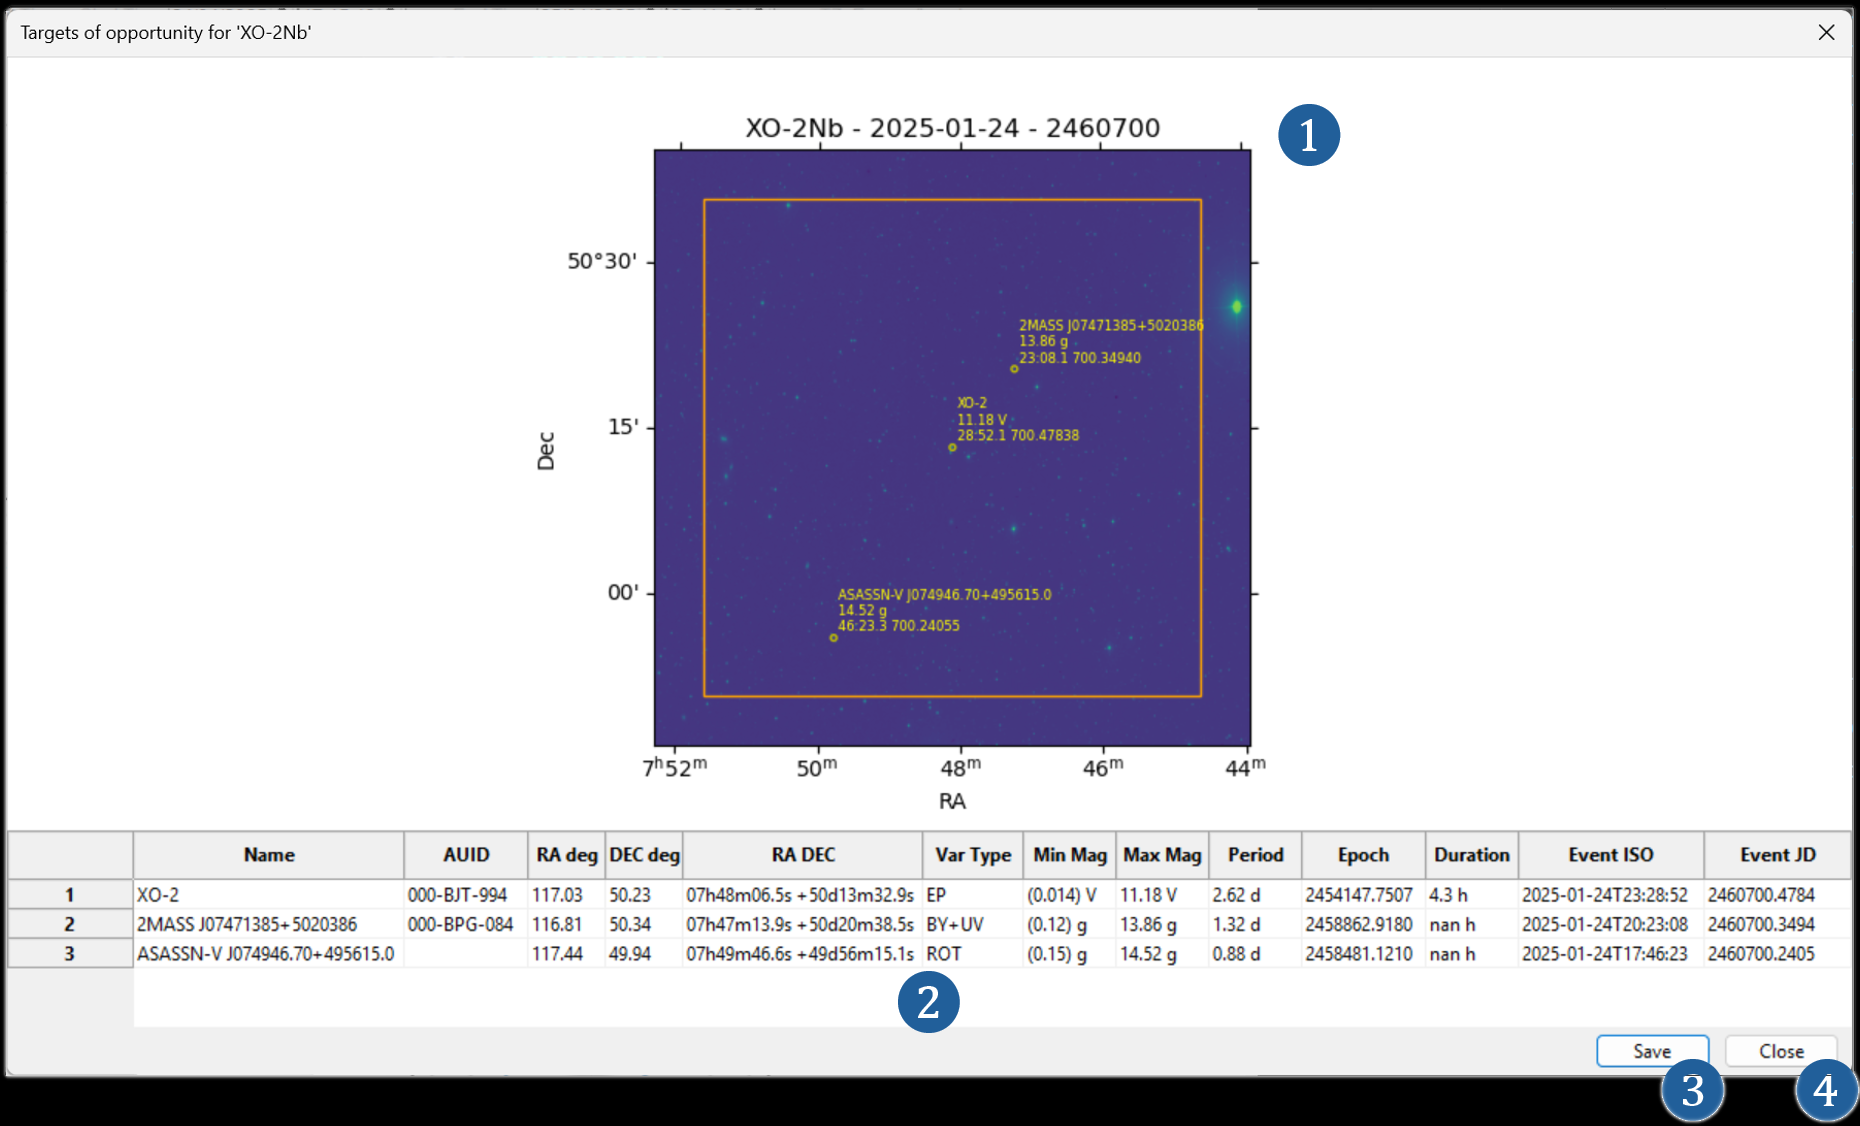 Targets of opportunity for 'XO-2Nb'
XO-2Nb - 2025-01-24 - 2460700
1
50°30'
2MASS J07471385+5020386
13.86 g
23:08.1 700.34940
XO-2
11.18 V
28:52.1 700.47838
15'
Dec
00'
ASASSN-V J074946.70+495615.0
14.52 g
46:23.3 700.24055
7ʰ52ᵐ 50ᵐ 48ᵐ 46ᵐ 44ᵐ
RA
Name AUID RA deg DEC deg RA DEC Var Type Min Mag Max Mag Period Epoch Duration Event ISO Event JD
1 XO-2 000-BJT-994 117.03 50.23 07h48m06.5s +50d13m32.9s EP (0.014) V 11.18 V 2.62 d 2454147.7507 4.3 h 2025-01-24T23:28:52 2460700.4784
2 2MASS J07471385+5020386 000-BPG-084 116.81 50.34 07h47m13.9s +50d20m38.5s BY+UV (0.12) g 13.86 g 1.32 d 2458862.9180 nan h 2025-01-24T20:23:08 2460700.3494
3 ASASSN-V J074946.70+495615.0 117.44 49.94 07h49m46.6s +49d56m15.1s ROT (0.15) g 14.52 g 0.88 d 2458481.1210 nan h 2025-01-24T17:46:23 2460700.2405
2
Save Close
3 4